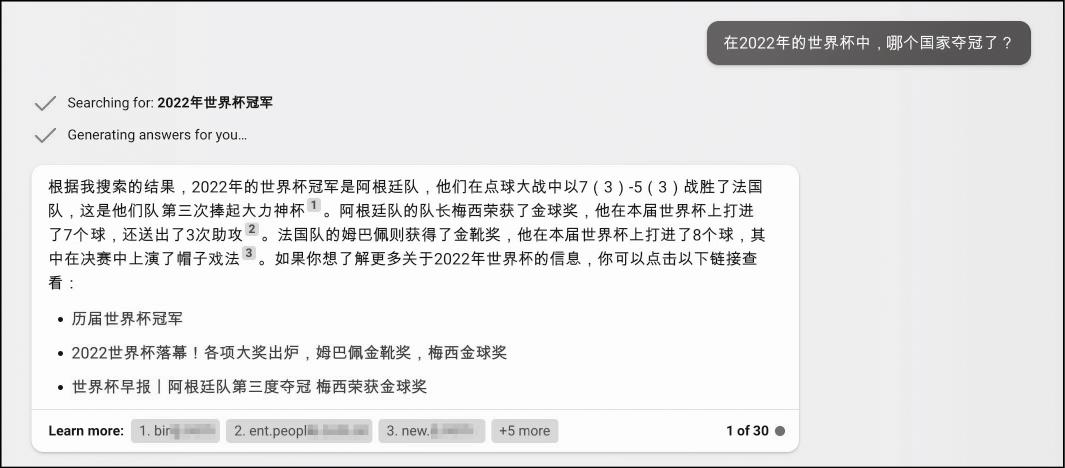 在2022年的世界杯中，哪个国家夺冠了？
Searching for: 2022年世界杯冠军
Generating answers for you...
根据我搜索的结果，2022年的世界杯冠军是阿根廷队，他们在点球大战中以7（3）-5（3）战胜了法国
队，这是他们队第三次捧起大力神杯1。阿根廷队的队长梅西荣获了金球奖，他在本届世界杯上打进
了7个球，还送出了3次助攻2。法国队的姆巴佩则获得了金靴奖，他在本届世界杯上打进了8个球，其
中在决赛中上演了帽子戏法3。如果你想了解更多关于2022年世界杯的信息，你可以点击以下链接查
看：
• 历届世界杯冠军
• 2022世界杯落幕！各项大奖出炉，姆巴佩金靴奖，梅西金球奖
• 世界杯早报丨阿根廷队第三度夺冠 梅西荣获金球奖
Learn more: 1. bin 2. ent.peopl 3. new. +5 more 1 of 30